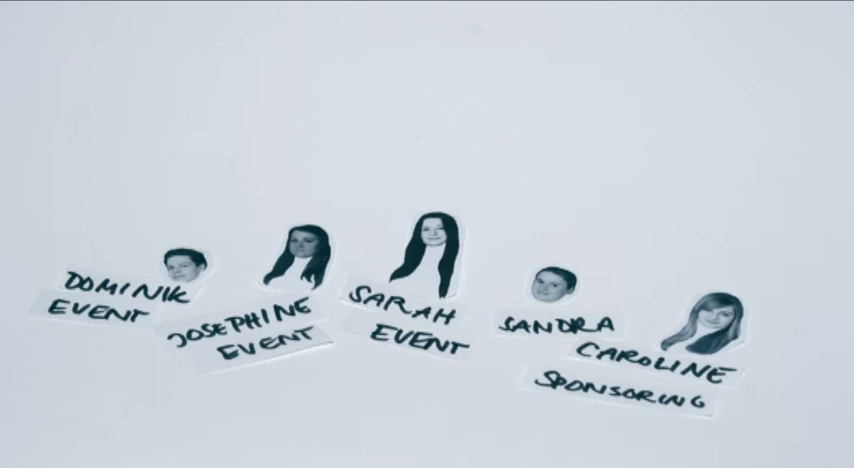 DOMINIK
EVENT
JOSEPHINE
EVENT
SARAH
EVENT
SANDRA
CAROLINE
SPONSORING